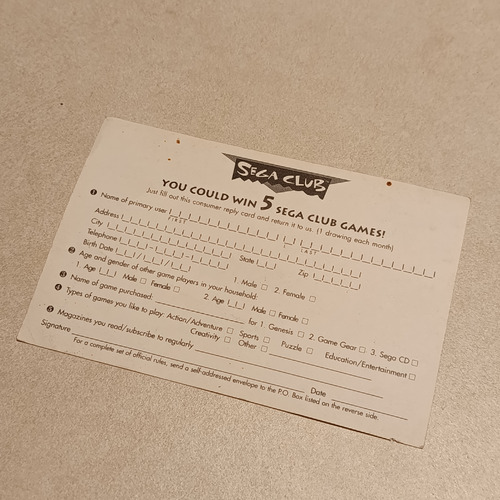 SEGA CLUB™
YOU COULD WIN 5 SEGA CLUB GAMES!
Just fill out this consumer reply card and return it to us. (1 drawing each month)
1 Name of primary user
FIRST LAST
Address
City State Zip
Telephone
Birth Date 1. Male 2. Female
2 Age and gender of other game players in your household:
1. Age Male Female 2. Age Male Female
3 Name of game purchased: for 1. Genesis 2. Game Gear 3. Sega CD
4 Types of games you like to play: Action/Adventure Sports Puzzle Education/Entertainment
Creativity Other
5 Magazines you read/subscribe to regularly
Signature Date
For a complete set of official rules, send a self-addressed envelope to the P.O. Box listed on the reverse side.